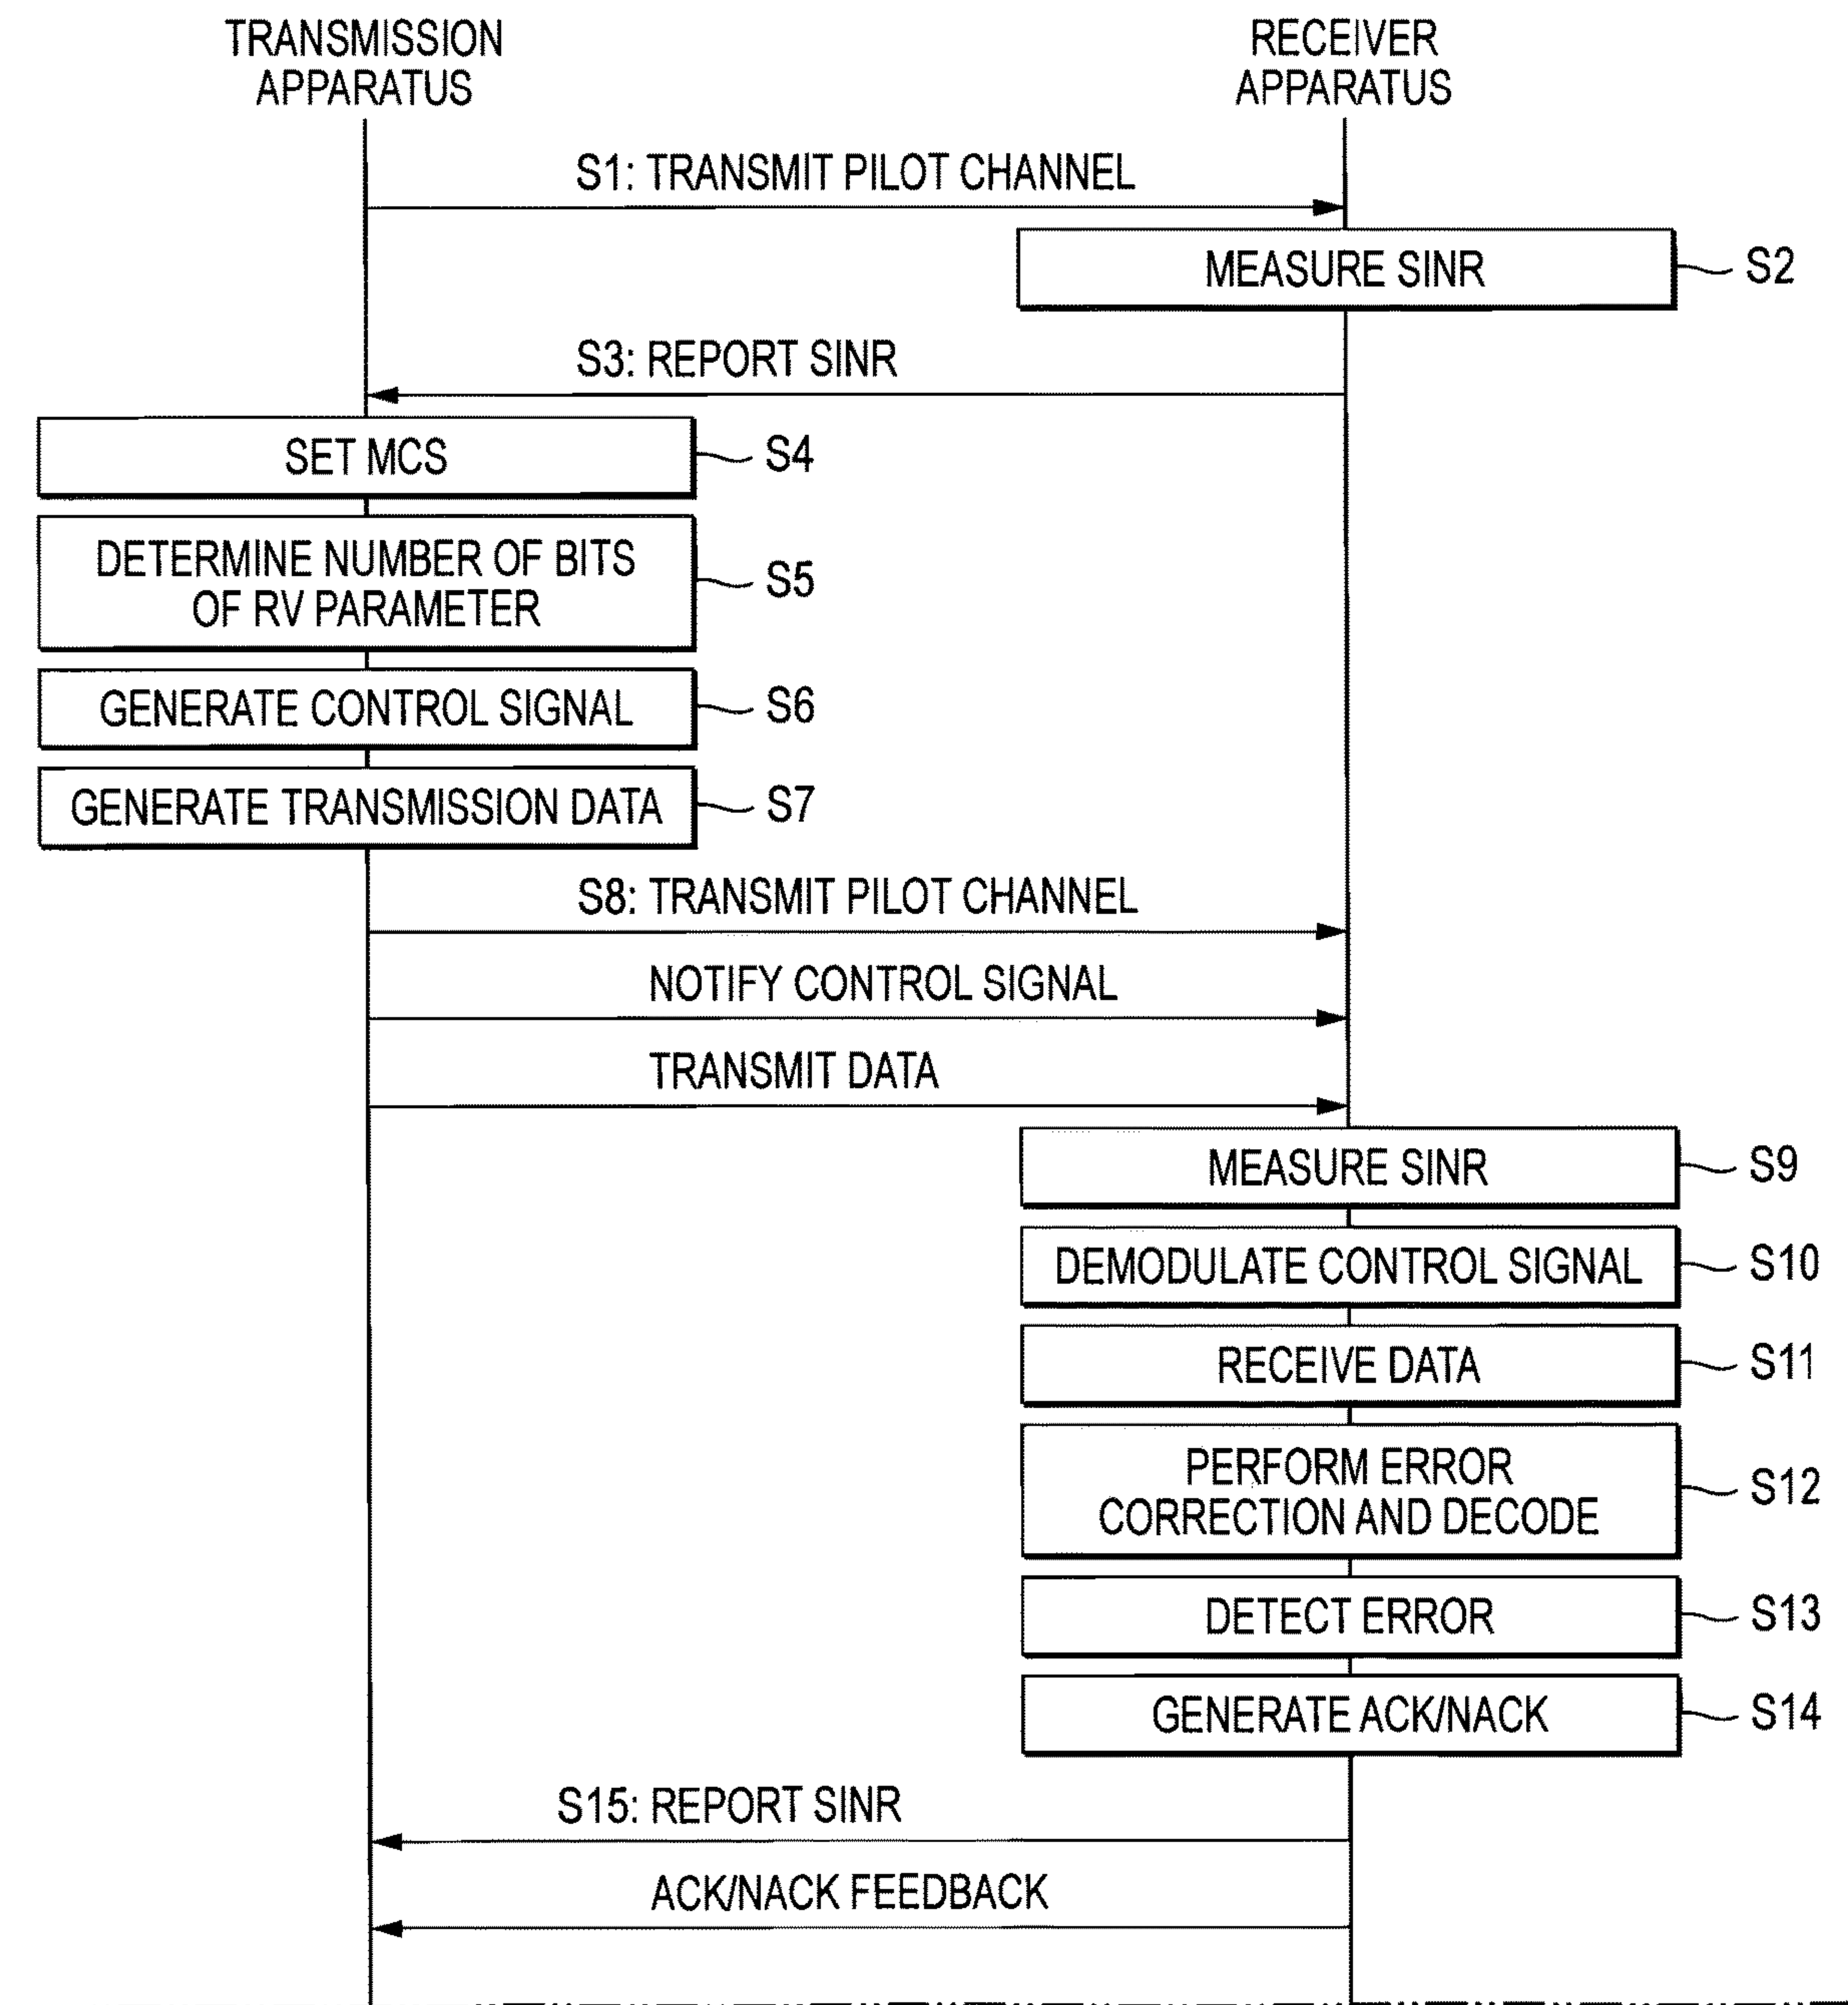 TRANSMISSION
APPARATUS
RECEIVER
APPARATUS
S1: TRANSMIT PILOT CHANNEL
MEASURE SINR
S2
S3: REPORT SINR
SET MCS
S4
DETERMINE NUMBER OF BITS
OF RV PARAMETER
S5
GENERATE CONTROL SIGNAL
S6
GENERATE TRANSMISSION DATA
S7
S8: TRANSMIT PILOT CHANNEL
NOTIFY CONTROL SIGNAL
TRANSMIT DATA
MEASURE SINR
S9
DEMODULATE CONTROL SIGNAL
S10
RECEIVE DATA
S11
PERFORM ERROR
CORRECTION AND DECODE
S12
DETECT ERROR
S13
GENERATE ACK/NACK
S14
S15: REPORT SINR
ACK/NACK FEEDBACK